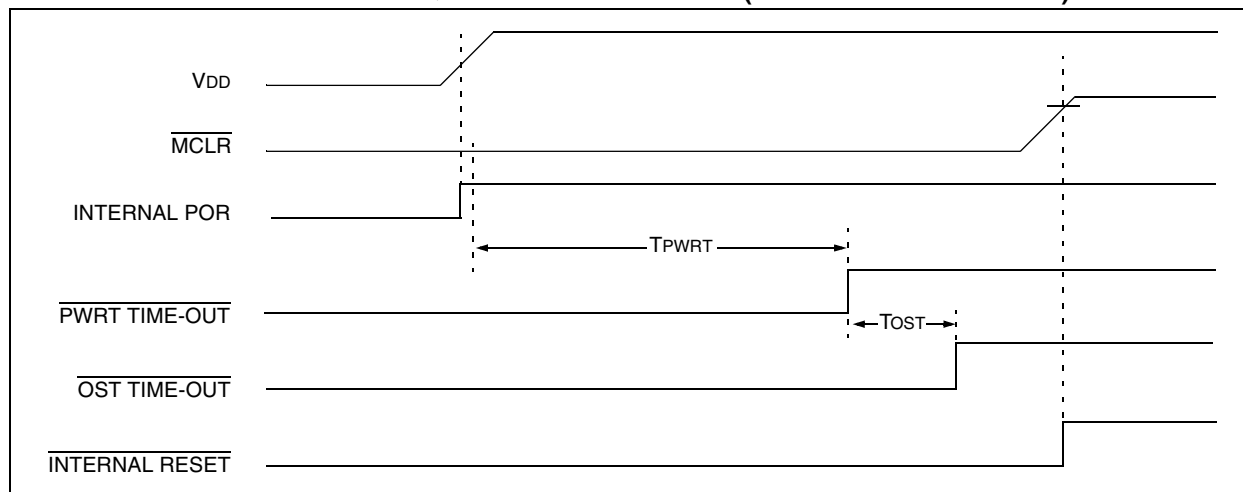 VDD
MCLR
INTERNAL POR
TPWRT
PWRT TIME-OUT
TOST
OST TIME-OUT
INTERNAL RESET